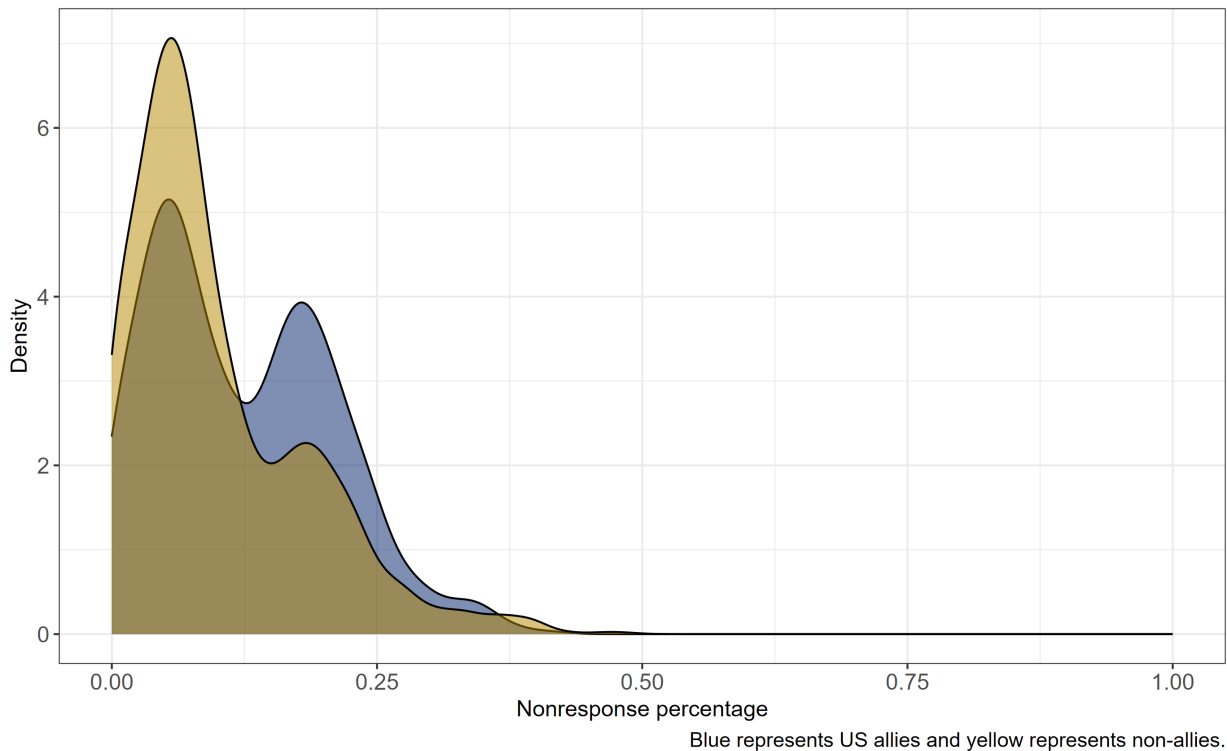 6
4
2
0
Density
0.00 0.25 0.50 0.75 1.00
Nonresponse percentage
Blue represents US allies and yellow represents non-allies.